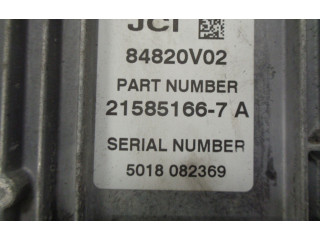 JCI
84820V02
PART NUMBER
21585166-7 A
SERIAL NUMBER
5018 082369